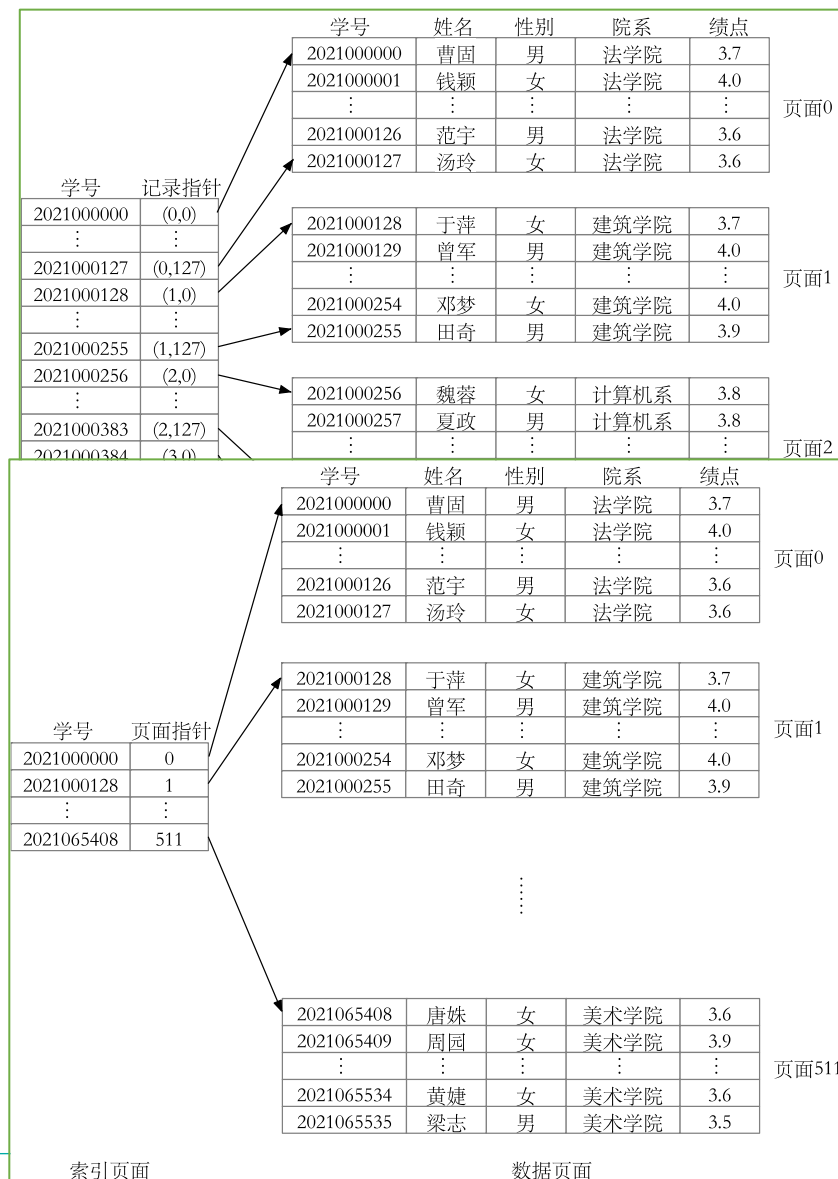 学号 姓名 性别 院系 绩点
2021000000 曹固 男 法学院 3.7
2021000001 钱颖 女 法学院 4.0
⋮ ⋮ ⋮ ⋮ ⋮
页面0
2021000126 范宇 男 法学院 3.6
2021000127 汤玲 女 法学院 3.6
学号 记录指针
2021000000 (0,0)
⋮ ⋮
2021000127 (0,127)
2021000128 (1,0)
⋮ ⋮
2021000255 (1,127)
2021000256 (2,0)
⋮ ⋮
2021000383 (2,127)
2021000384 (3,0)
2021000128 于萍 女 建筑学院 3.7
2021000129 曾军 男 建筑学院 4.0
⋮ ⋮ ⋮ ⋮ ⋮
页面1
2021000254 邓梦 女 建筑学院 4.0
2021000255 田奇 男 建筑学院 3.9
2021000256 魏蓉 女 计算机系 3.8
2021000257 夏政 男 计算机系 3.8
⋮ ⋮ ⋮ ⋮ ⋮
页面2
学号 姓名 性别 院系 绩点
2021000000 曹固 男 法学院 3.7
2021000001 钱颖 女 法学院 4.0
⋮ ⋮ ⋮ ⋮ ⋮
页面0
2021000126 范宇 男 法学院 3.6
2021000127 汤玲 女 法学院 3.6
2021000128 于萍 女 建筑学院 3.7
2021000129 曾军 男 建筑学院 4.0
⋮ ⋮ ⋮ ⋮ ⋮
页面1
2021000254 邓梦 女 建筑学院 4.0
2021000255 田奇 男 建筑学院 3.9
学号 页面指针
2021000000 0
2021000128 1
⋮ ⋮
2021065408 511
⋮
2021065408 唐姝 女 美术学院 3.6
2021065409 周园 女 美术学院 3.9
⋮ ⋮ ⋮ ⋮ ⋮
页面511
2021065534 黄婕 女 美术学院 3.6
2021065535 梁志 男 美术学院 3.5
索引页面 数据页面